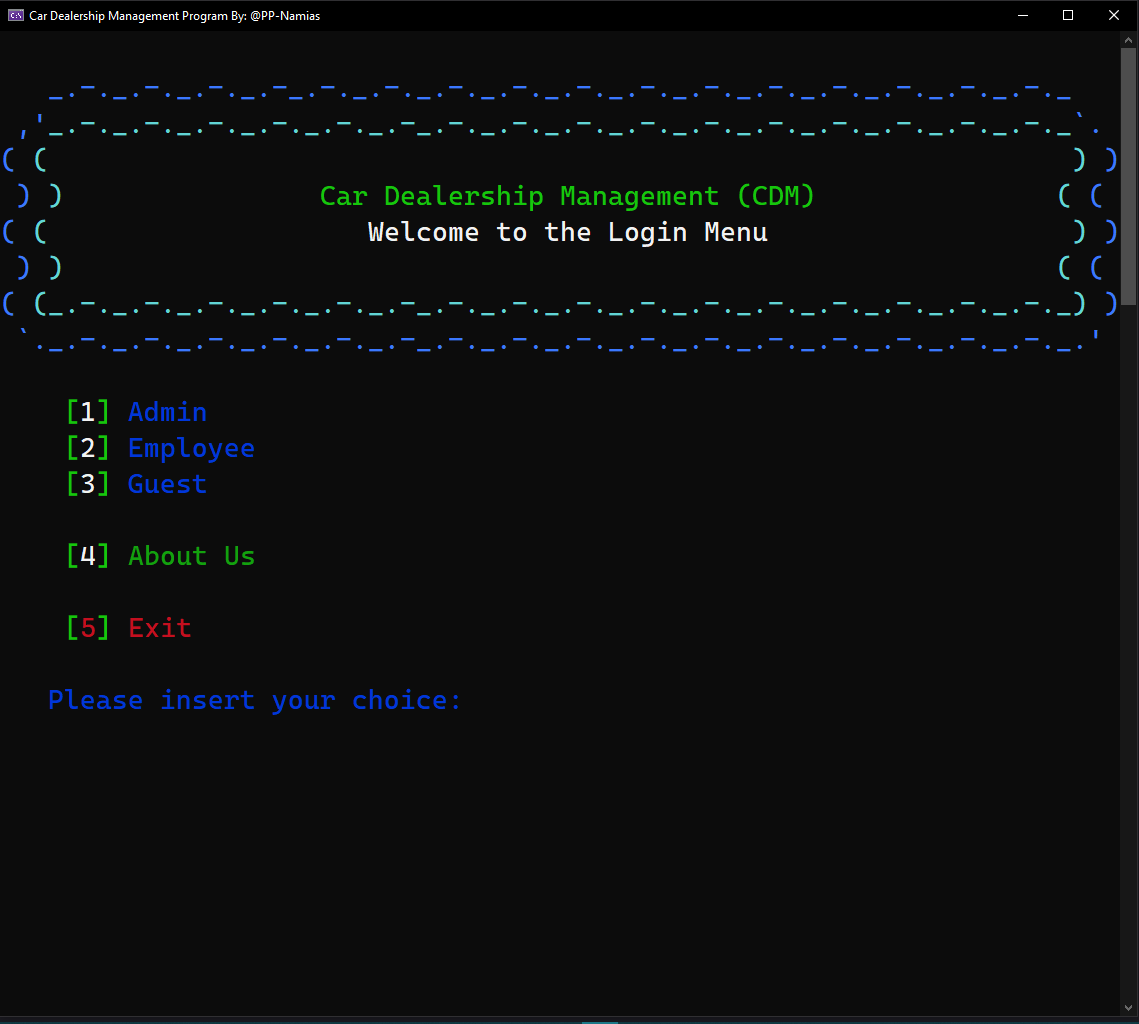 Car Dealership Management Program By: @PP-Namias
Car Dealership Management (CDM)
Welcome to the Login Menu
[1] Admin
[2] Employee
[3] Guest
[4] About Us
[5] Exit
Please insert your choice: